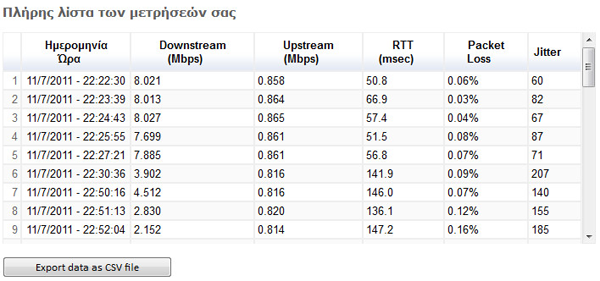 Πλήρης λίστα των μετρήσεών σας
Ημερομηνία Ώρα Downstream (Mbps) Upstream (Mbps) RTT (msec) Packet Loss Jitter
1 11/7/2011 - 22:22:30 8.021 0.858 50.8 0.06% 60
2 11/7/2011 - 22:23:39 8.013 0.864 66.9 0.03% 82
3 11/7/2011 - 22:24:43 8.027 0.865 57.4 0.04% 67
4 11/7/2011 - 22:25:55 7.699 0.861 51.5 0.08% 87
5 11/7/2011 - 22:27:21 7.885 0.861 56.8 0.07% 71
6 11/7/2011 - 22:30:36 3.902 0.816 141.9 0.09% 207
7 11/7/2011 - 22:50:16 4.512 0.816 146.0 0.07% 140
8 11/7/2011 - 22:51:13 2.830 0.820 136.1 0.12% 155
9 11/7/2011 - 22:52:04 2.152 0.814 147.2 0.16% 185
Export data as CSV file